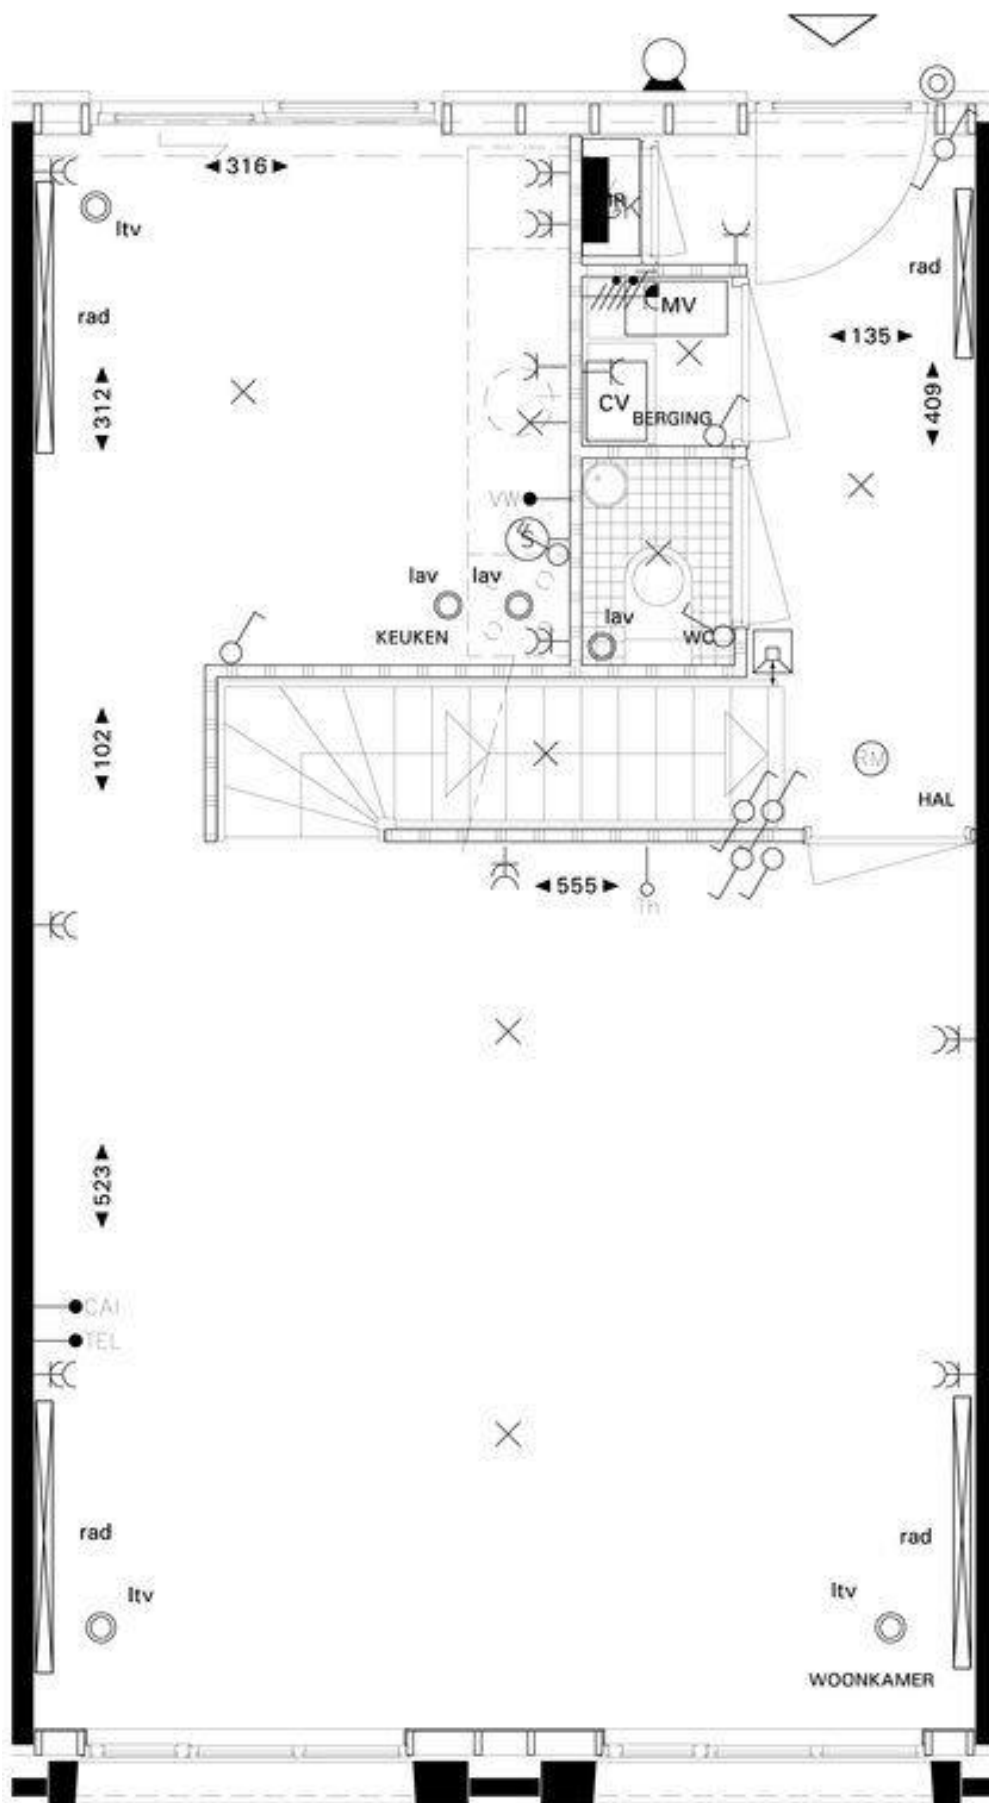 316
ltv
rad
rad
MV
135
312
409
CV
BERGING
VW
S
lav
lav
lav
KEUKEN
WC
102
RM
HAL
555
Th
523
CAI
TEL
rad
rad
ltv
ltv
WOONKAMER